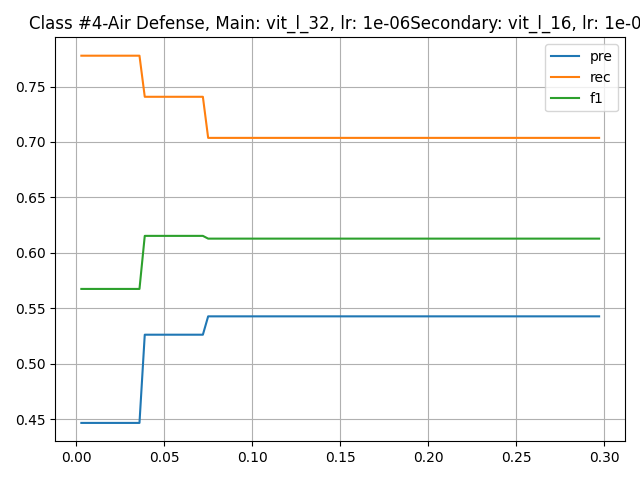 Class #4-Air Defense, Main: vit_l_32, lr: 1e-06Secondary: vit_l_16, lr: 1e-0
pre
rec
f1
0.75
0.70
0.65
0.60
0.55
0.50
0.45
0.00 0.05 0.10 0.15 0.20 0.25 0.30